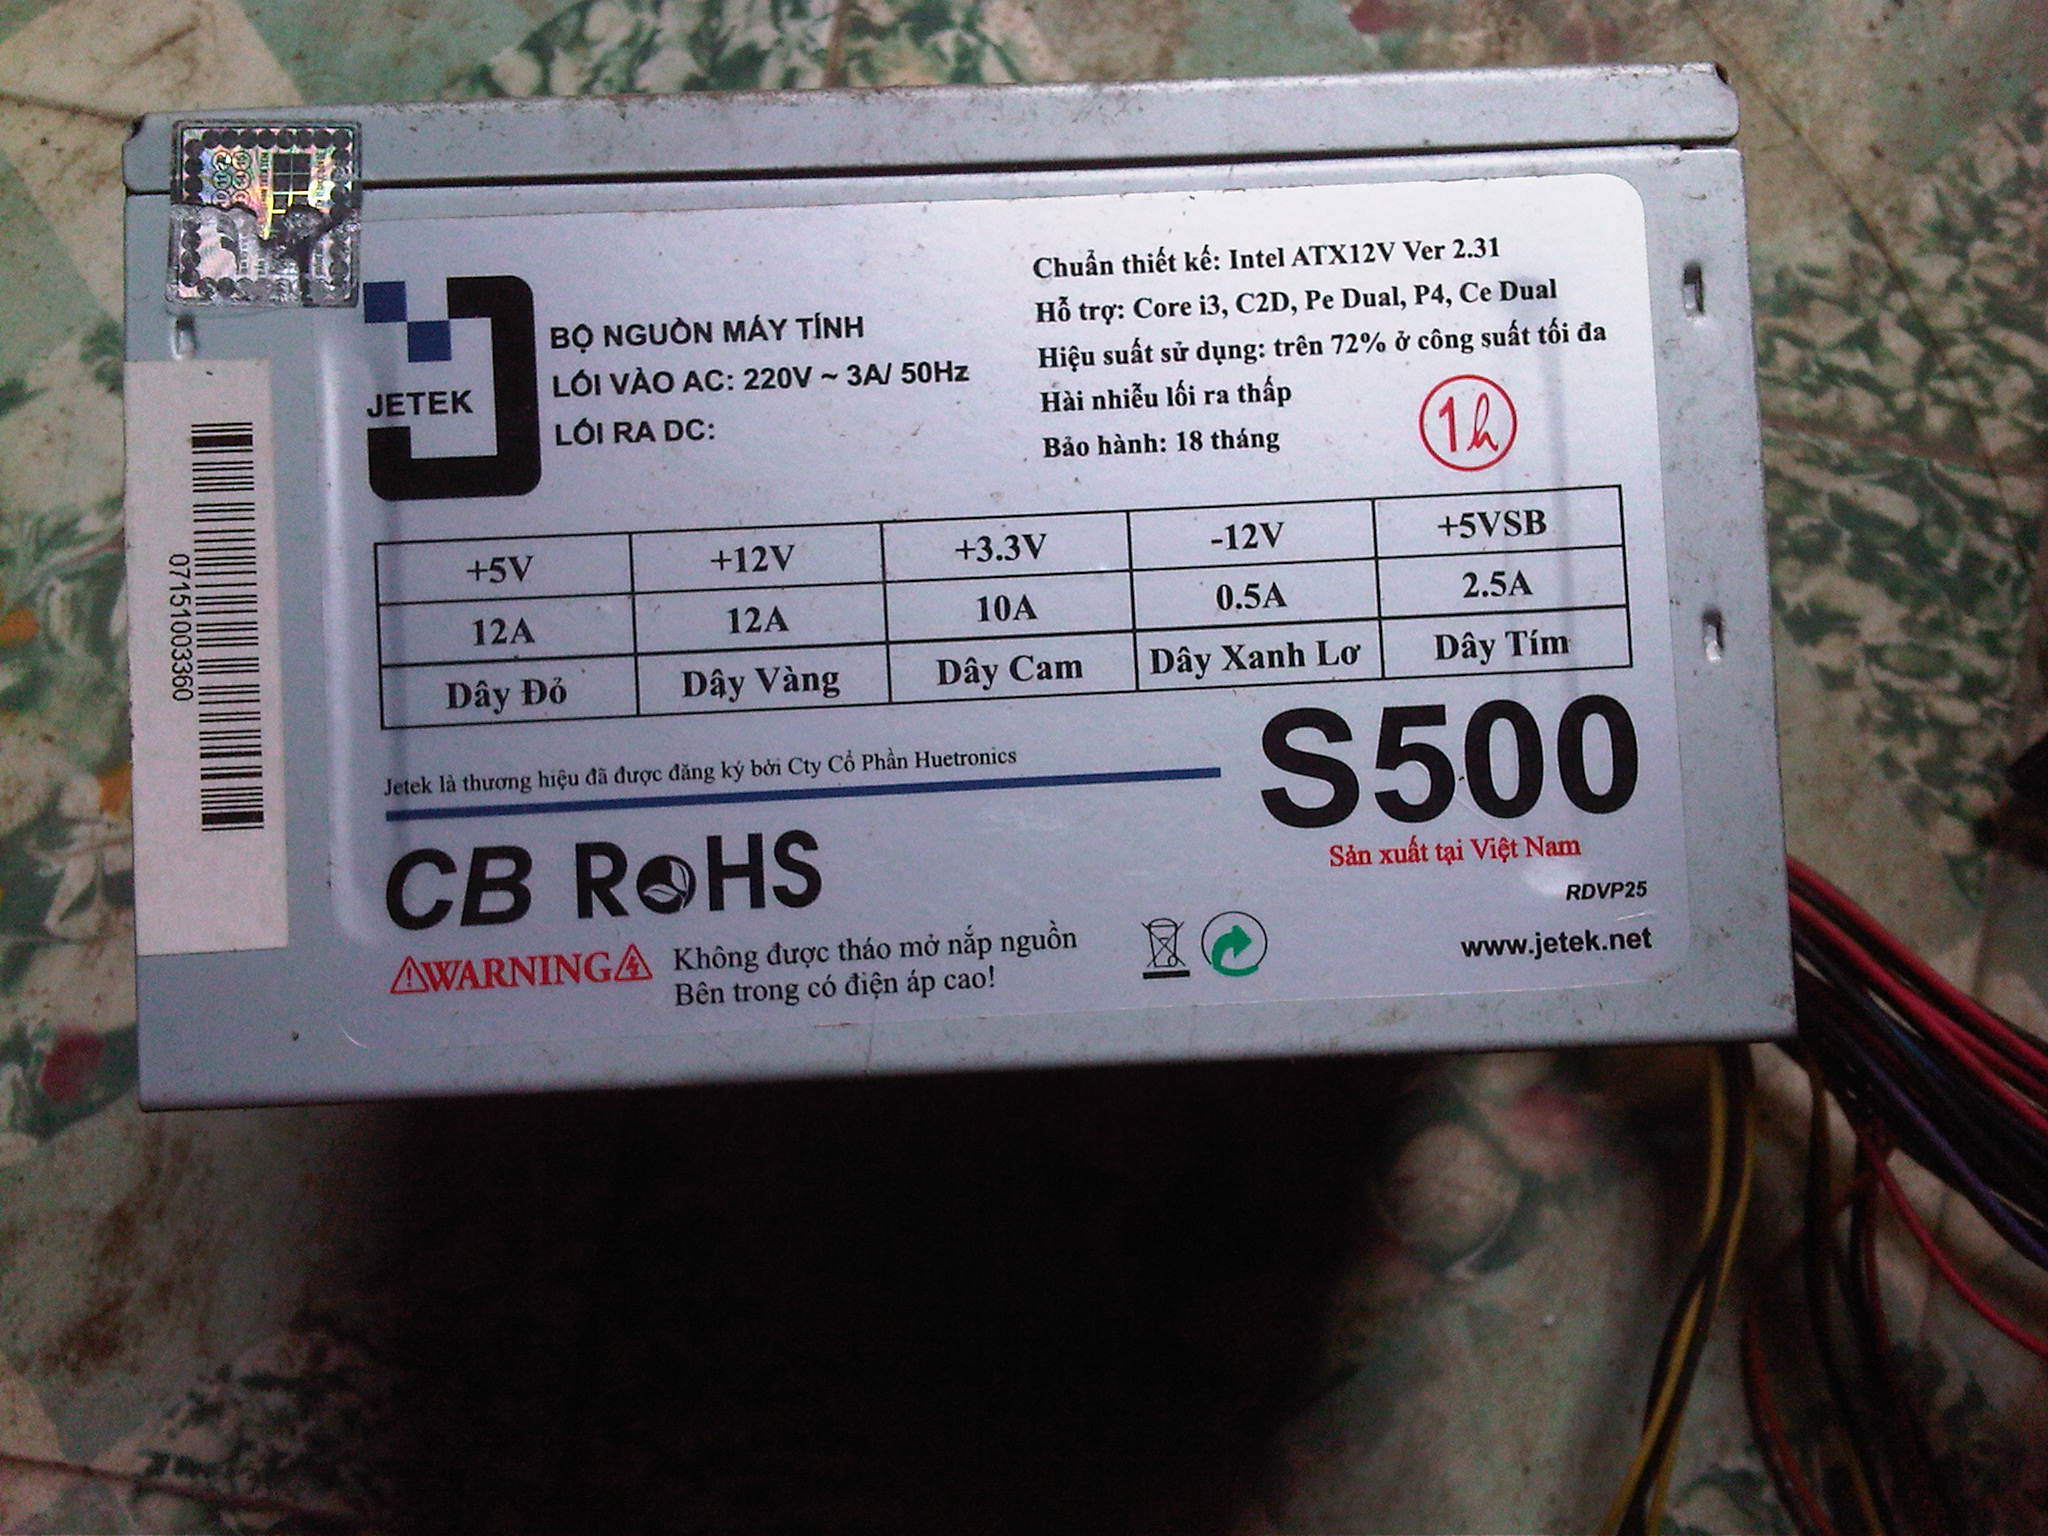 JETEK
BỘ NGUỒN MÁY TÍNH
LỐI VÀO AC: 220V ~ 3A/ 50Hz
LỐI RA DC:
Chuẩn thiết kế: Intel ATX12V Ver 2.31
Hỗ trợ: Core i3, C2D, Pe Dual, P4, Ce Dual
Hiệu suất sử dụng: trên 72% ở công suất tối đa
Hài nhiễu lối ra thấp
Bảo hành: 18 tháng
1h
+5V +12V +3.3V -12V +5VSB
12A 12A 10A 0.5A 2.5A
Dây Đỏ Dây Vàng Dây Cam Dây Xanh Lơ Dây Tím
071510033360
Jetek là thương hiệu đã được đăng ký bởi Cty Cổ Phần Huetronics
S500
Sản xuất tại Việt Nam
CB RoHS
RDVP25
WARNING
Không được tháo mở nắp nguồn
Bên trong có điện áp cao!
www.jetek.net